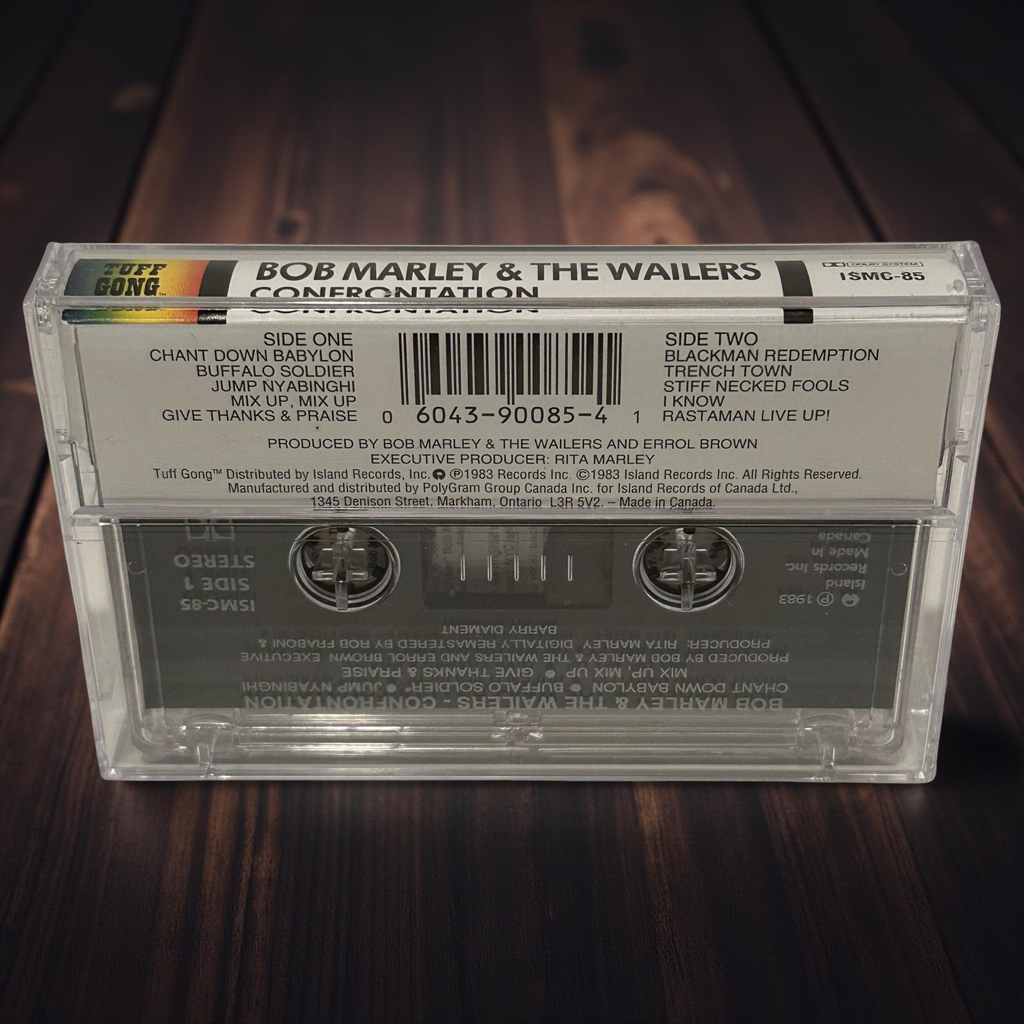 TUFF
GONG™
BOB MARLEY & THE WAILERS
CONFRONTATION
DOLBY SYSTEM
ISMC-85
SIDE ONE
CHANT DOWN BABYLON
BUFFALO SOLDIER
JUMP NYABINGHI
MIX UP, MIX UP
GIVE THANKS & PRAISE
0 6043-90085-4 1
SIDE TWO
BLACKMAN REDEMPTION
TRENCH TOWN
STIFF NECKED FOOLS
I KNOW
RASTAMAN LIVE UP!
PRODUCED BY BOB MARLEY & THE WAILERS AND ERROL BROWN
EXECUTIVE PRODUCER: RITA MARLEY
Tuff Gong™ Distributed by Island Records, Inc. ℗1983 Records Inc. ©1983 Island Records Inc. All Rights Reserved.
Manufactured and distributed by PolyGram Group Canada Inc. for Island Records of Canada Ltd.,
1345 Denison Street, Markham, Ontario L3R 5V2. – Made in Canada.
BOB MARLEY & THE WAILERS - CONFRONTATION
CHANT DOWN BABYLON ● BUFFALO SOLDIER ● JUMP NYABINGHI
MIX UP, MIX UP ● GIVE THANKS & PRAISE
PRODUCED BY BOB MARLEY & THE WAILERS AND ERROL BROWN EXECUTIVE
PRODUCER: RITA MARLEY DIGITALLY REMASTERED BY ROB FRABONI &
BARRY DIAMENT
ISMC-85
SIDE 1
STEREO
℗ 1983
Island
Records Inc.
Made in
Canada